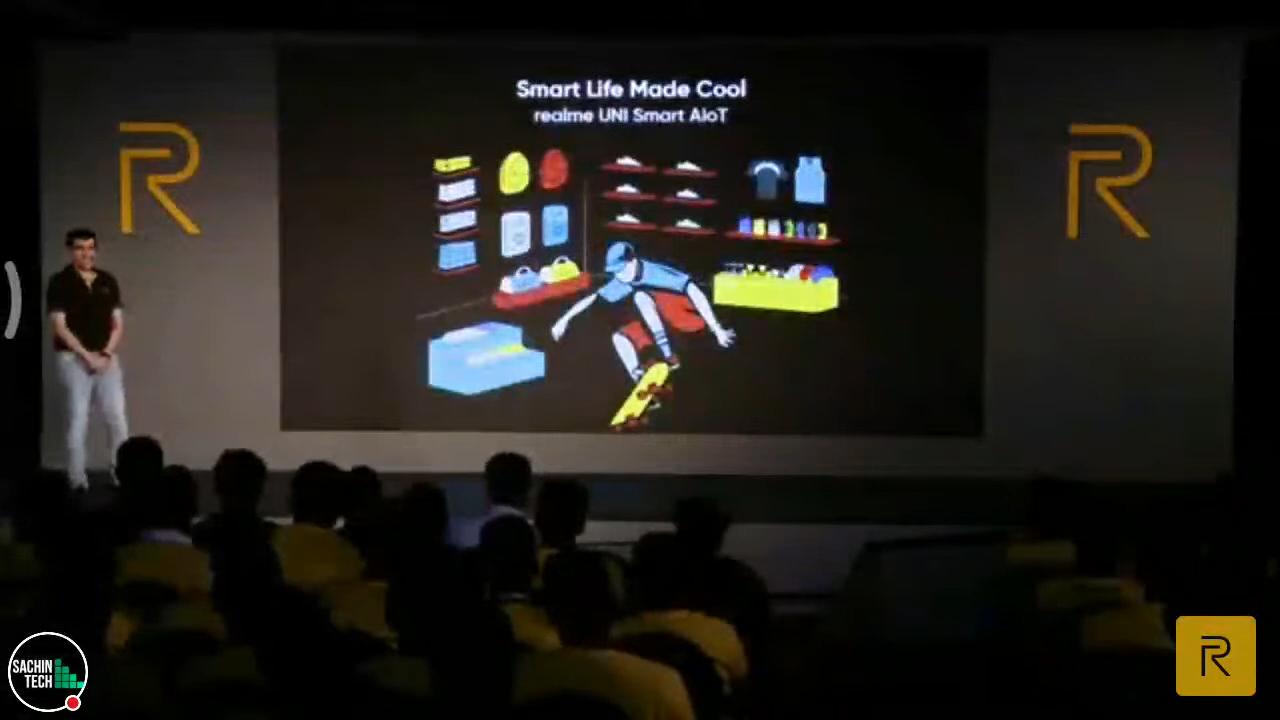 Smart Life Made Cool
realme UNI Smart AIoT
R
R
SACHIN
TECH
R